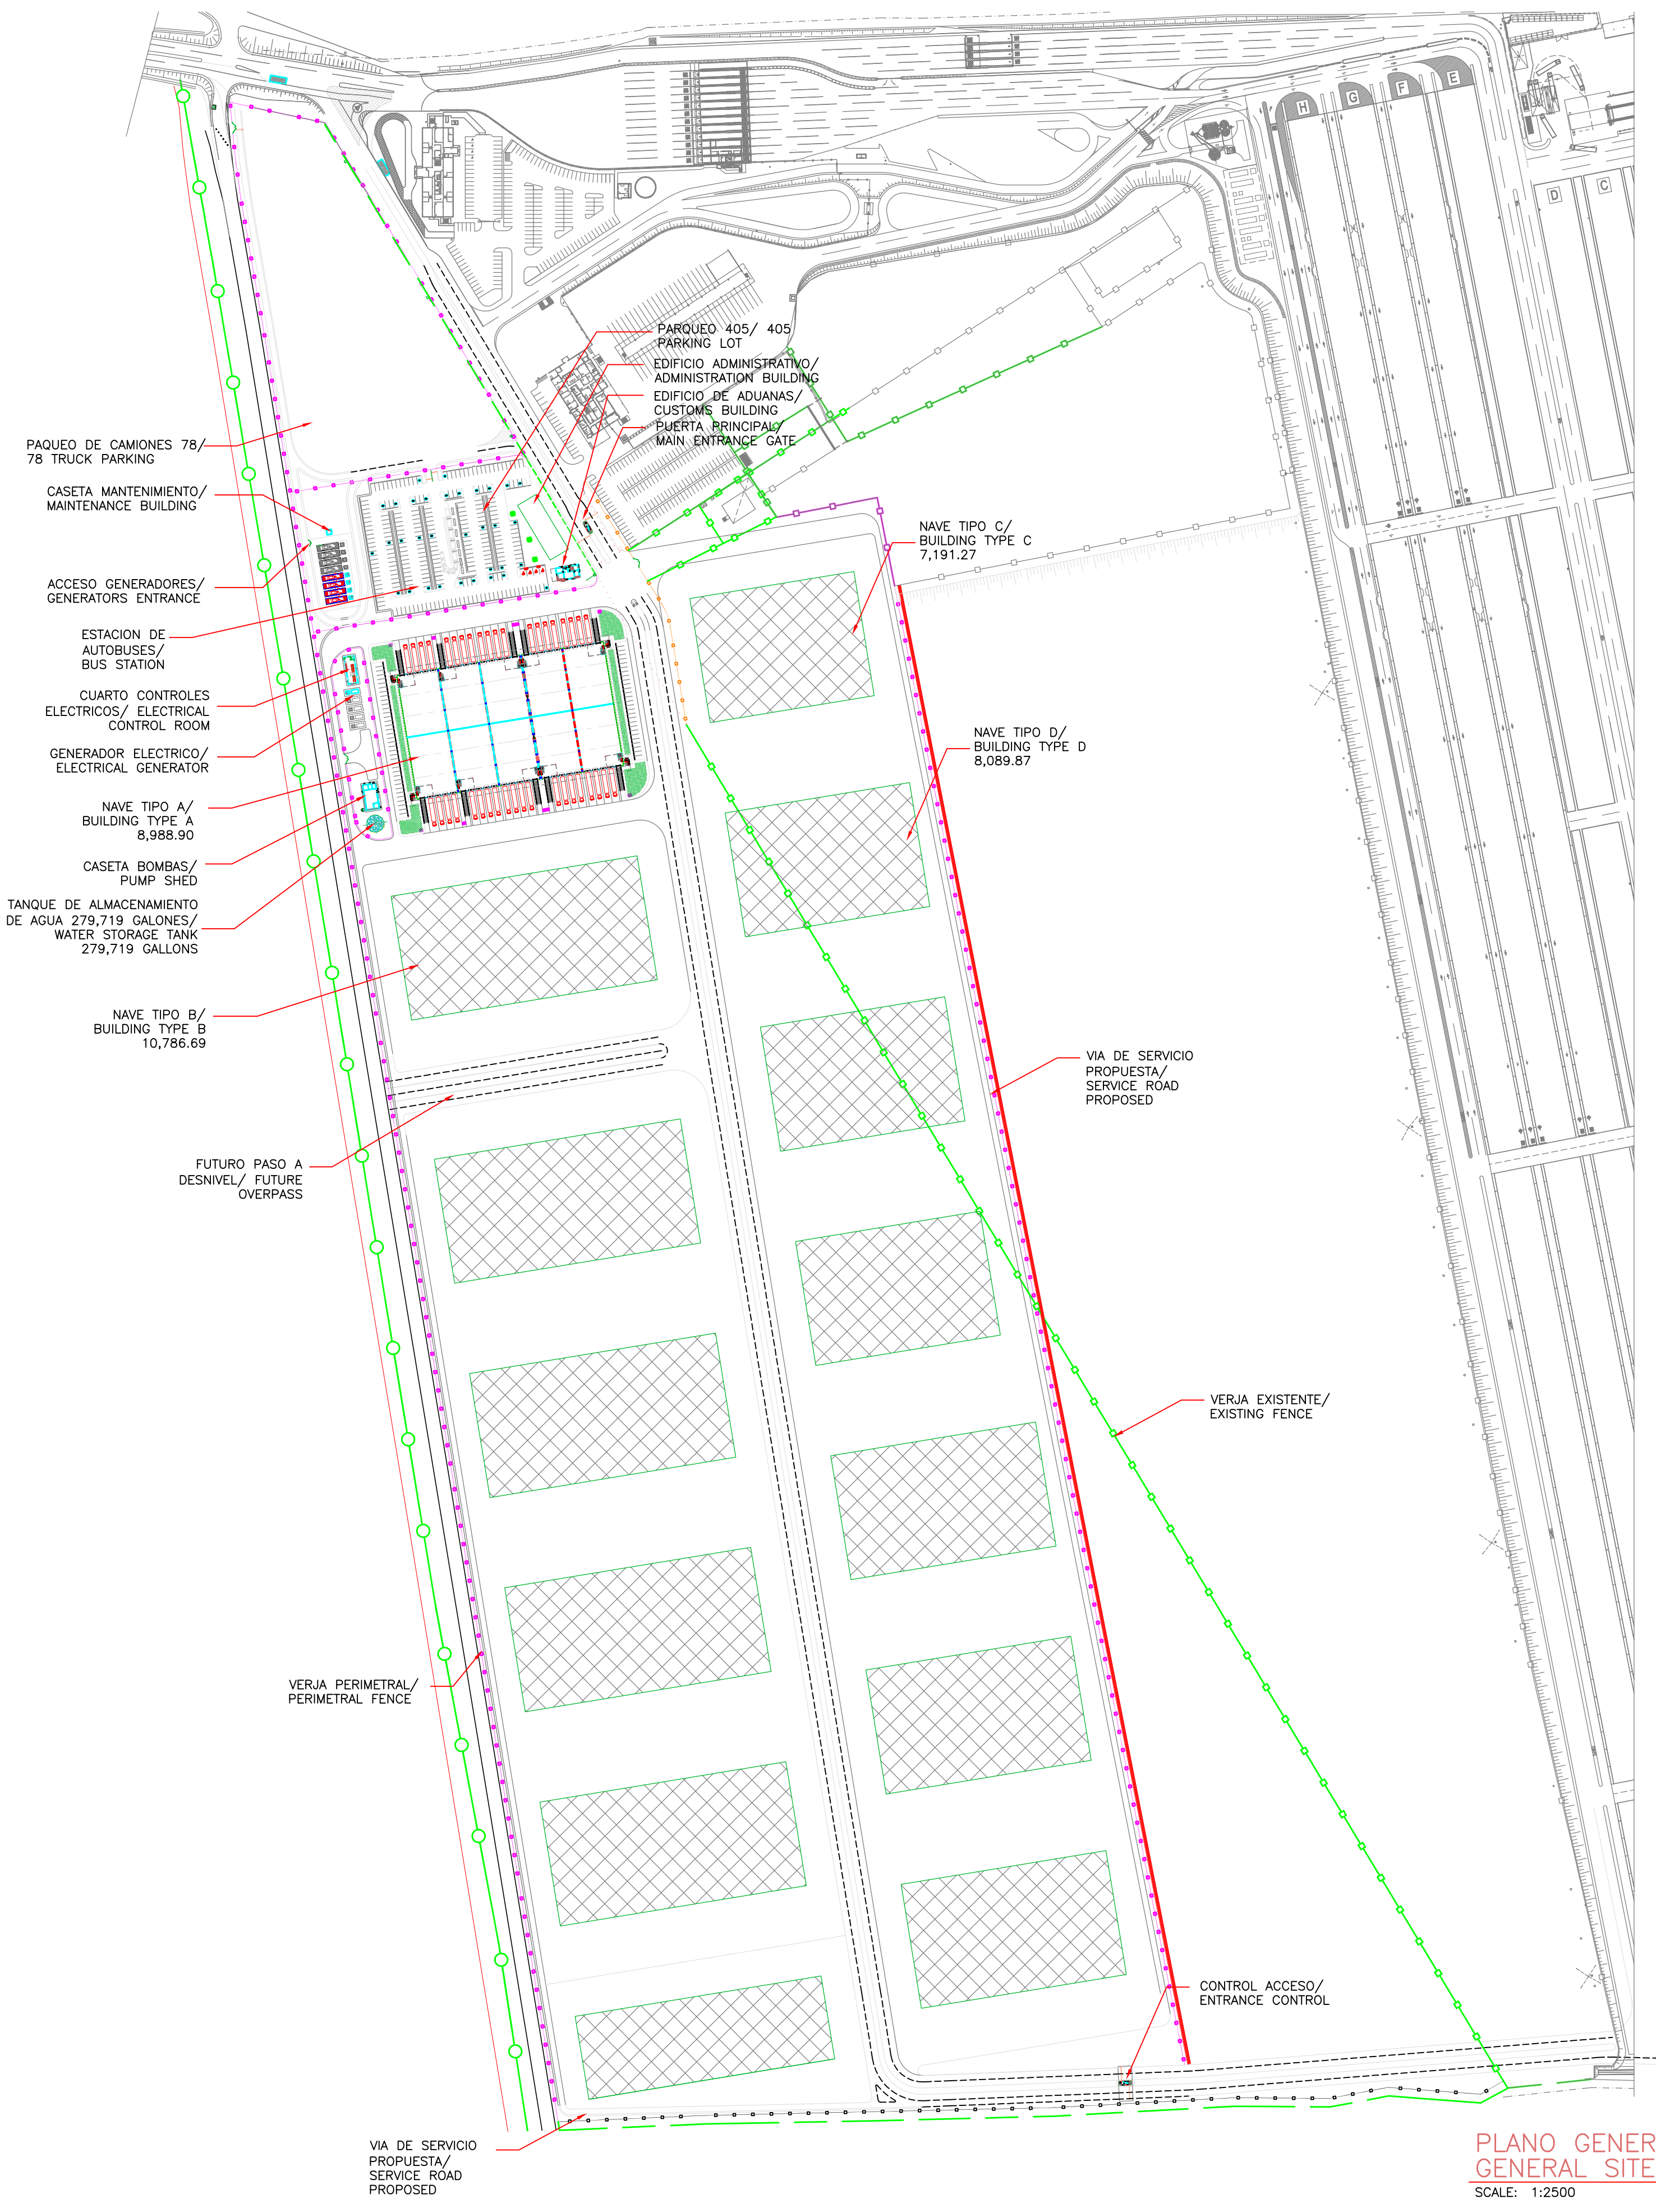 H
G
F
E
D
C
PARQUEO 405/ 405
PARKING LOT
EDIFICIO ADMINISTRATIVO/
ADMINISTRATION BUILDING
EDIFICIO DE ADUANAS/
CUSTOMS BUILDING
PUERTA PRINCIPAL/
MAIN ENTRANCE GATE
PAQUEO DE CAMIONES 78/
78 TRUCK PARKING
CASETA MANTENIMIENTO/
MAINTENANCE BUILDING
ACCESO GENERADORES/
GENERATORS ENTRANCE
ESTACION DE
AUTOBUSES/
BUS STATION
CUARTO CONTROLES
ELECTRICOS/ ELECTRICAL
CONTROL ROOM
GENERADOR ELECTRICO/
ELECTRICAL GENERATOR
NAVE TIPO A/
BUILDING TYPE A
8,988.90
CASETA BOMBAS/
PUMP SHED
TANQUE DE ALMACENAMIENTO
DE AGUA 279,719 GALONES/
WATER STORAGE TANK
279,719 GALLONS
NAVE TIPO B/
BUILDING TYPE B
10,786.69
FUTURO PASO A
DESNIVEL/ FUTURE
OVERPASS
VERJA PERIMETRAL/
PERIMETRAL FENCE
VIA DE SERVICIO
PROPUESTA/
SERVICE ROAD
PROPOSED
NAVE TIPO C/
BUILDING TYPE C
7,191.27
NAVE TIPO D/
BUILDING TYPE D
8,089.87
VIA DE SERVICIO
PROPUESTA/
SERVICE ROAD
PROPOSED
VERJA EXISTENTE/
EXISTING FENCE
CONTROL ACCESO/
ENTRANCE CONTROL
PLANO GENER
GENERAL SITE
SCALE: 1:2500